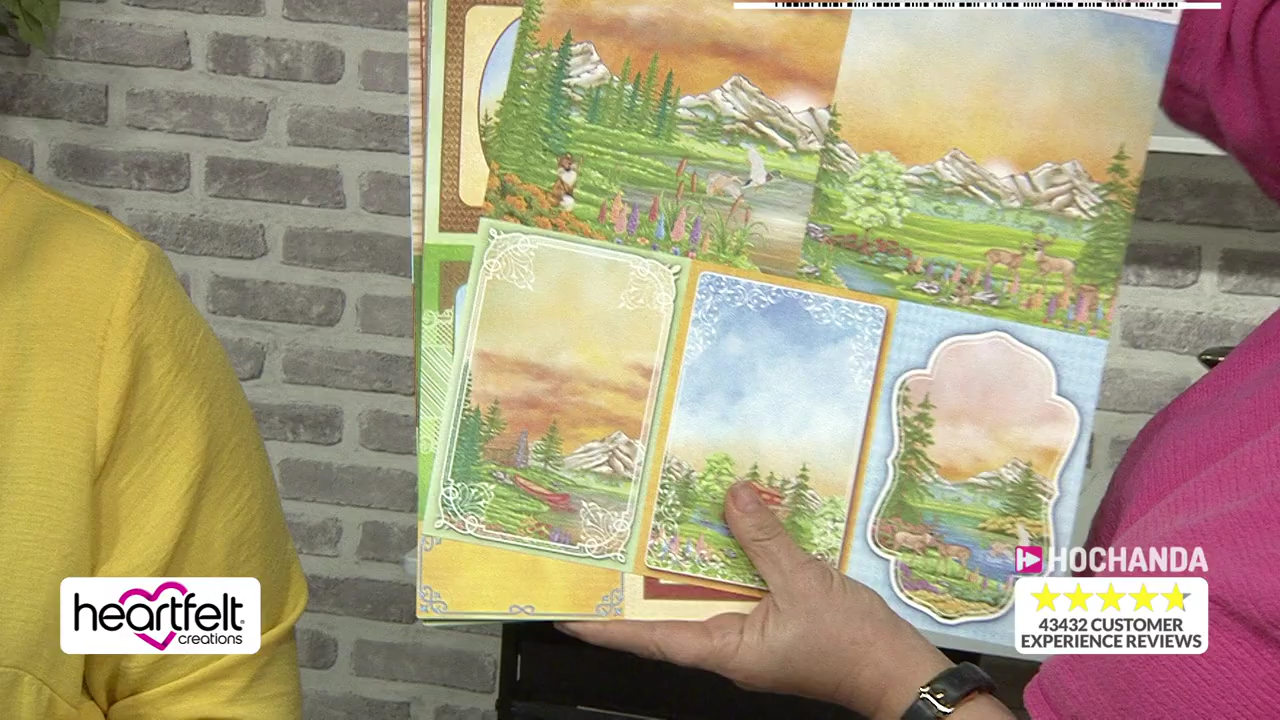 heartfelt®
creations
HOCHANDA
43432 CUSTOMER
EXPERIENCE REVIEWS